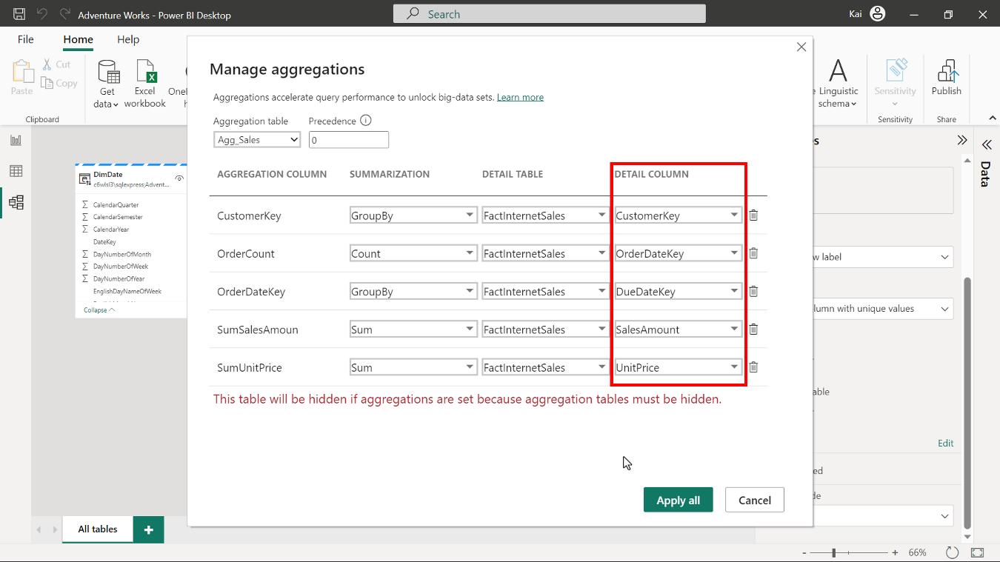 Adventure Works - Power BI Desktop
Search
Kai
File
Home
Help
Paste
Cut
Copy
Clipboard
Get
data
Excel
workbook
OneL
h
Linguistic
schema
Sensitivity
Sensitivity
Publish
Share
Manage aggregations
Aggregations accelerate query performance to unlock big-data sets. Learn more
Aggregation table
Precedence
Agg_Sales
0
AGGREGATION COLUMN SUMMARIZATION DETAIL TABLE DETAIL COLUMN
CustomerKey GroupBy FactInternetSales CustomerKey
OrderCount Count FactInternetSales OrderDateKey
OrderDateKey GroupBy FactInternetSales DueDateKey
SumSalesAmoun Sum FactInternetSales SalesAmount
SumUnitPrice Sum FactInternetSales UnitPrice
This table will be hidden if aggregations are set because aggregation tables must be hidden.
Apply all
Cancel
DimDate
c6wlsl3\sqlexpress;Advent...
CalendarQuarter
CalendarSemester
CalendarYear
DateKey
DayNumberOfMonth
DayNumberOfWeek
DayNumberOfYear
EnglishDayNameOfWeek
Collapse
es
Data
w label
lumn with unique values
able
Edit
ed
de
All tables
+
- + 66%